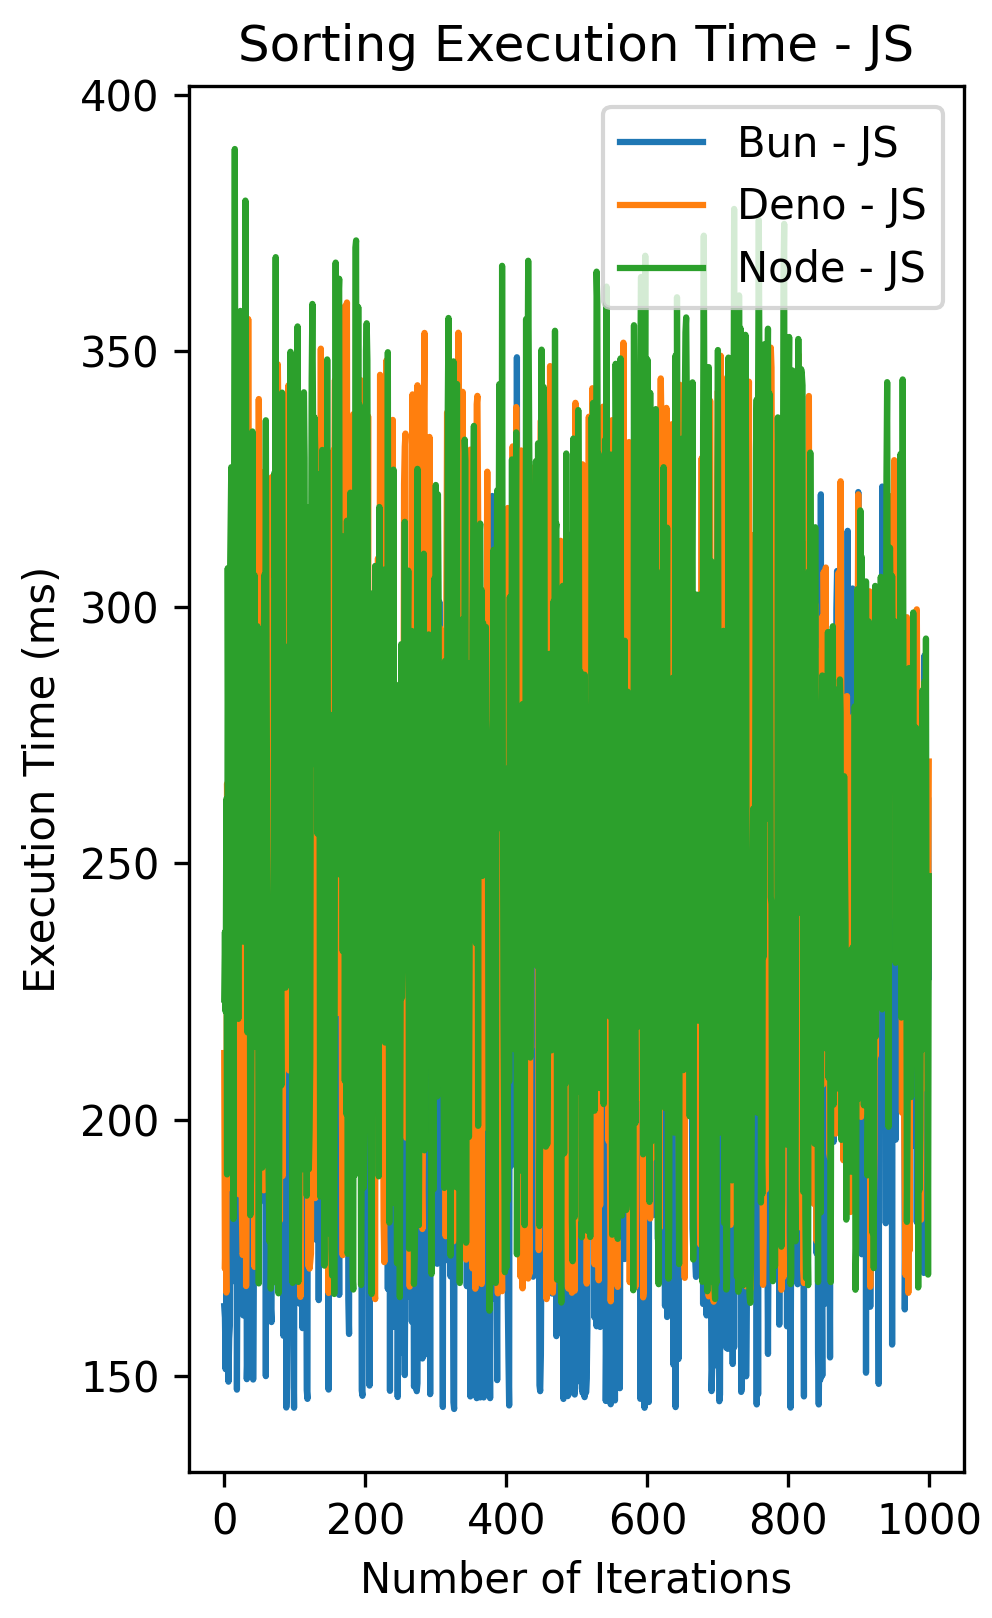 Sorting Execution Time - JS
400
350
300
250
200
150
Execution Time (ms)
Bun - JS
Deno - JS
Node - JS
0 200 400 600 800 1000
Number of Iterations